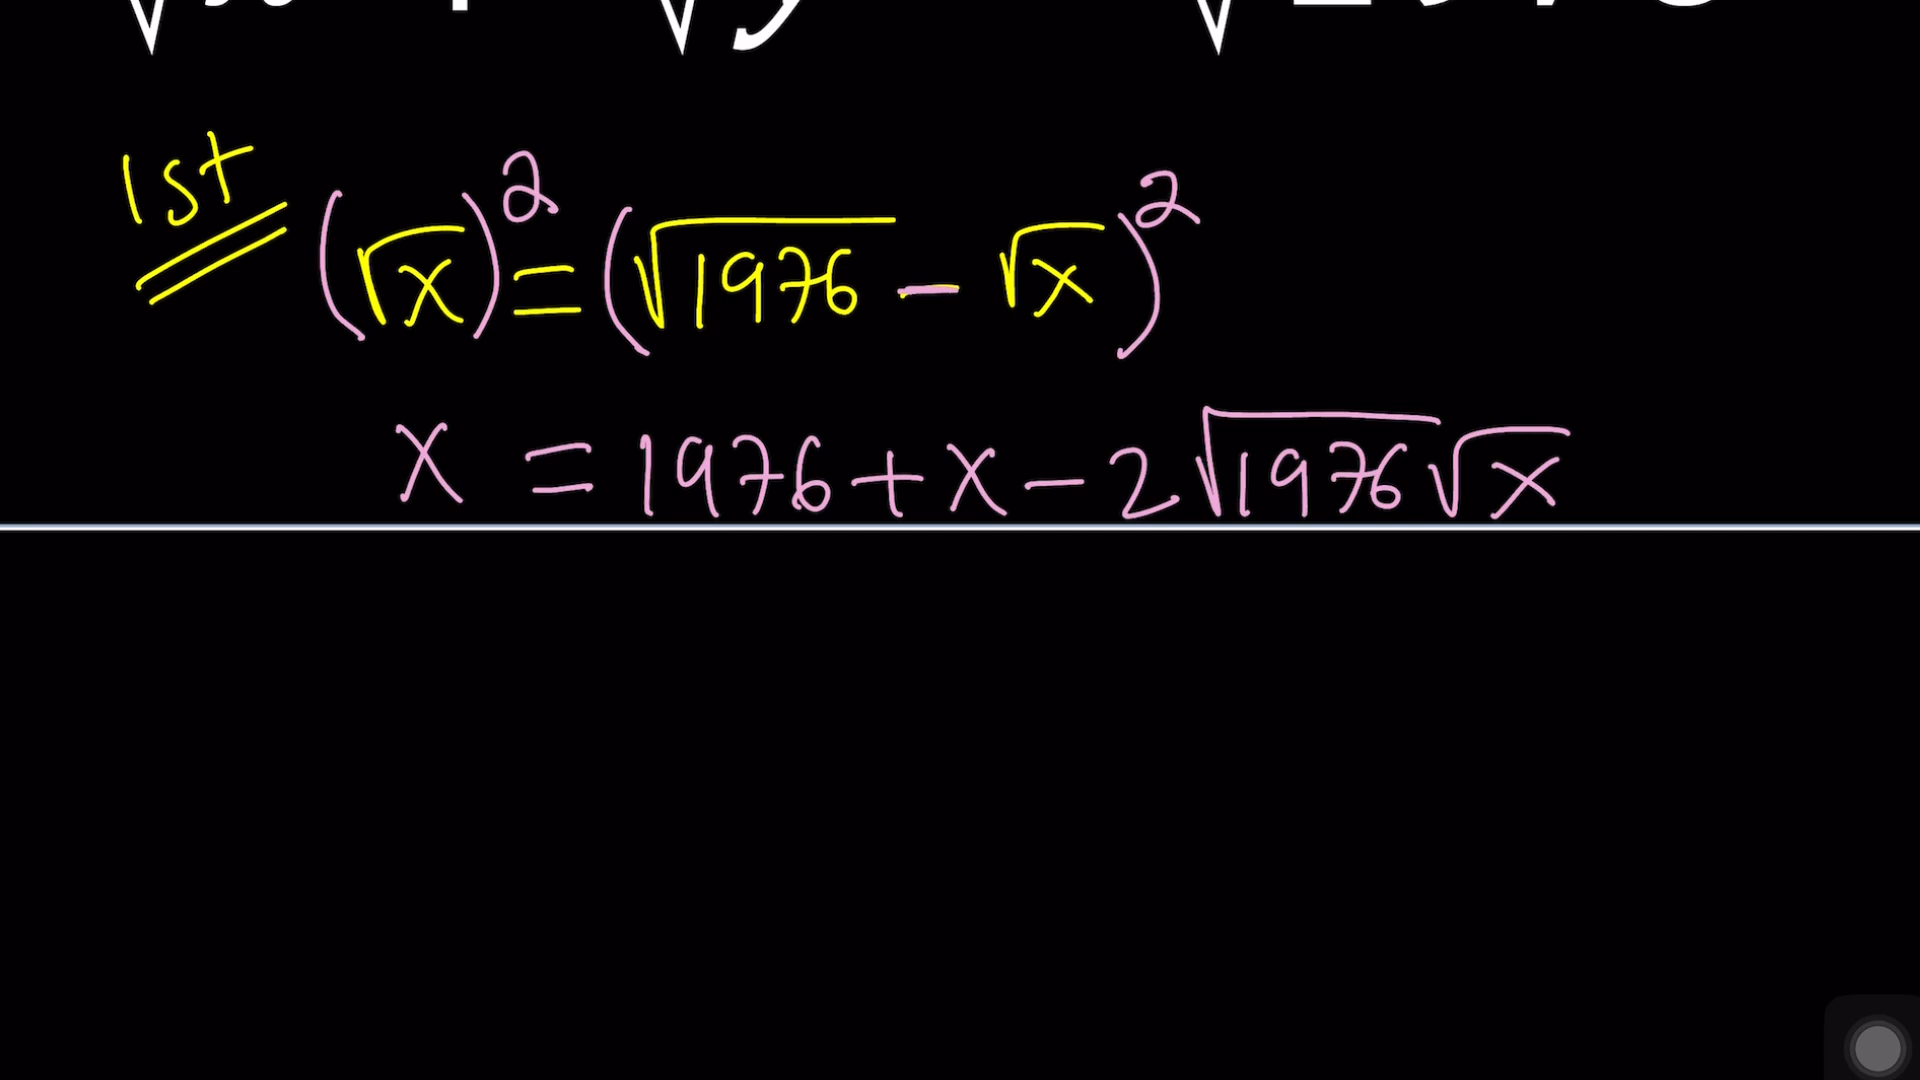 1st (√x)² = (√1976 - √x)²
x = 1976 + x - 2√1976√x